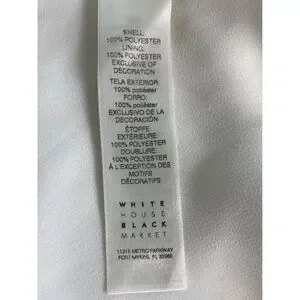 SHELL:
100% POLYESTER
LINING:
100% POLYESTER
EXCLUSIVE OF
DECORATION
TELA EXTERIOR:
100% poliéster
FORRO:
100% poliéster
EXCLUSIVO DE LA
DECORACIÓN
ÉTOFFE
EXTÉRIEURE:
100% POLYESTER
DOUBLURE:
100% POLYESTER
À L'EXCEPTION DES
MOTIFS
DÉCORATIFS
WHITE
HOUSE
BLACK
MARKET
11215 METRO PARKWAY
FORT MYERS, FL 33966